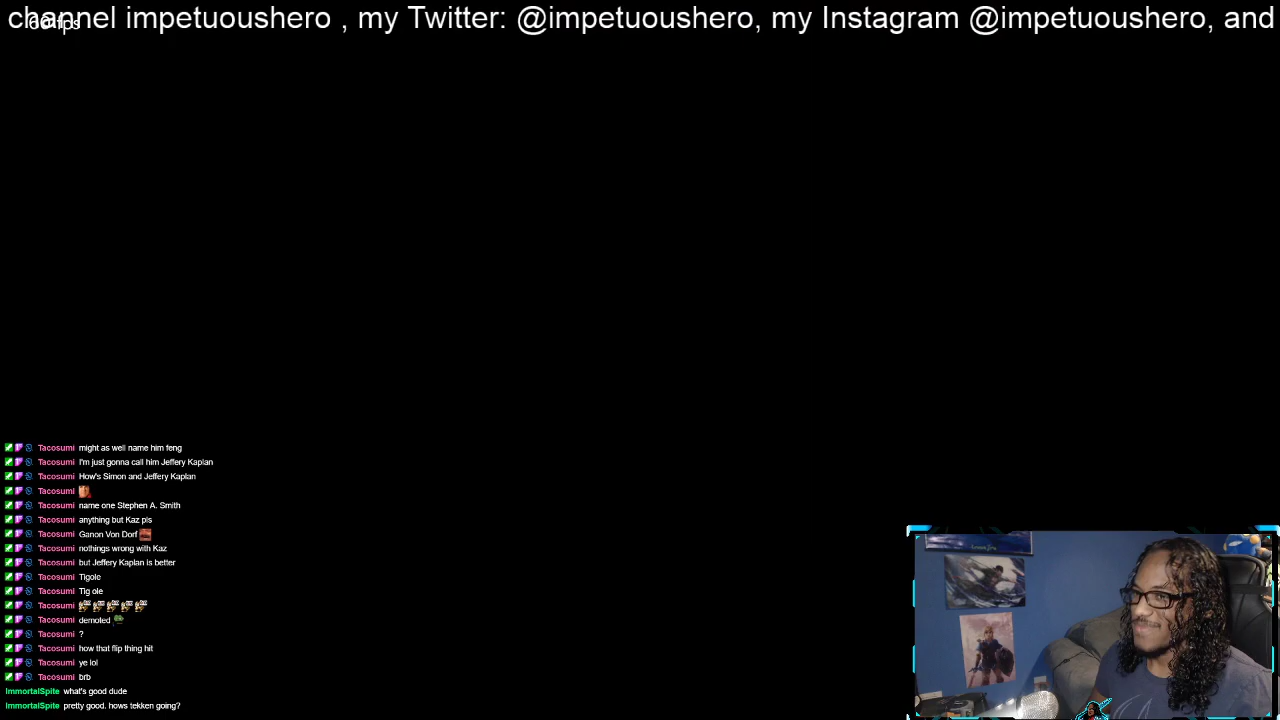 channel impetuoushero , my Twitter: @impetuoushero, my Instagram @impetuoushero, and
60 fps
Tacosumi might as well name him feng
Tacosumi I'm just gonna call him Jeffery Kaplan
Tacosumi How's Simon and Jeffery Kaplan
Tacosumi
Tacosumi name one Stephen A. Smith
Tacosumi anything but Kaz pls
Tacosumi Ganon Von Dorf
Tacosumi nothings wrong with Kaz
Tacosumi but Jeffery Kaplan is better
Tacosumi Tigole
Tacosumi Tig ole
Tacosumi
Tacosumi demoted
Tacosumi ?
Tacosumi how that flip thing hit
Tacosumi ye lol
Tacosumi brb
ImmortalSpite what's good dude
ImmortalSpite pretty good. hows tekken going?